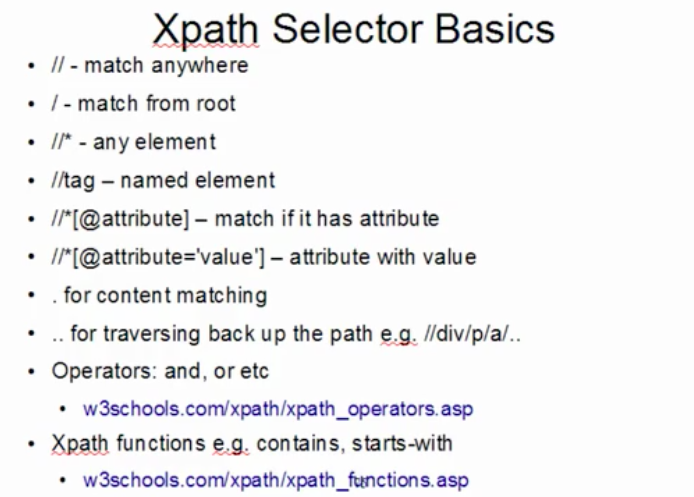 Xpath Selector Basics
• // - match anywhere
• / - match from root
• //* - any element
• //tag – named element
• //*[@attribute] – match if it has attribute
• //*[@attribute='value'] – attribute with value
• . for content matching
• .. for traversing back up the path e.g. //div/p/a/..
• Operators: and, or etc
• w3schools.com/xpath/xpath_operators.asp
• Xpath functions e.g. contains, starts-with
• w3schools.com/xpath/xpath_functions.asp